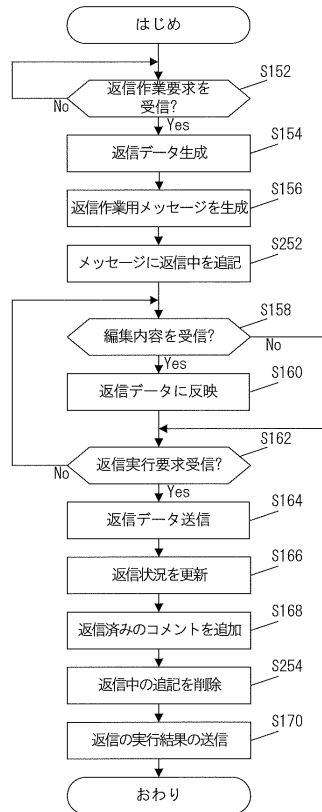 はじめ
S152
返信作業要求を
受信?
No
Yes
S154
返信データ生成
S156
返信作業用メッセージを生成
S252
メッセージに返信中を追記
S158
編集内容を受信?
No
Yes
S160
返信データに反映
S162
返信実行要求受信?
No
Yes
S164
返信データ送信
S166
返信状況を更新
S168
返信済みのコメントを追加
S254
返信中の追記を削除
S170
返信の実行結果の送信
おわり